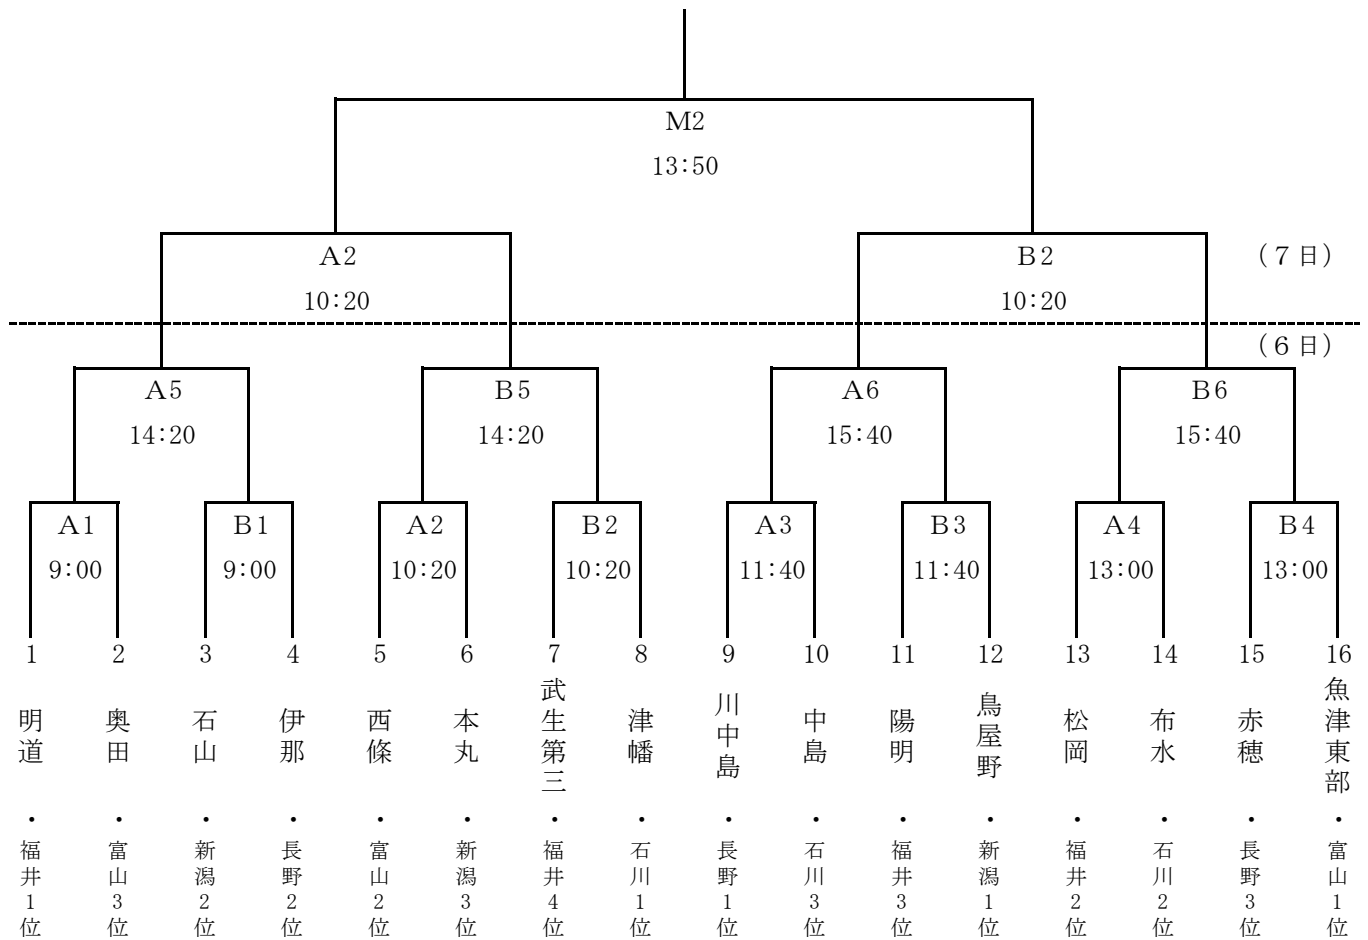 M2
13:50
A2
B2
(7日)
10:20
10:20
(6日)
A5
B5
A6
B6
14:20
14:20
15:40
15:40
A1
B1
A2
B2
A3
B3
A4
B4
9:00
9:00
10:20
10:20
11:40
11:40
13:00
13:00
1
2
3
4
5
6
7
8
9
10
11
12
13
14
15
16
明道・福井1位
奥田・富山3位
石山・新潟2位
伊那・長野2位
西條・富山2位
本丸・新潟3位
武生第三・福井4位
津幡・石川1位
川中島・長野1位
中島・石川3位
陽明・福井3位
鳥屋野・新潟1位
松岡・福井2位
布水・石川2位
赤穂・長野3位
魚津東部・富山1位